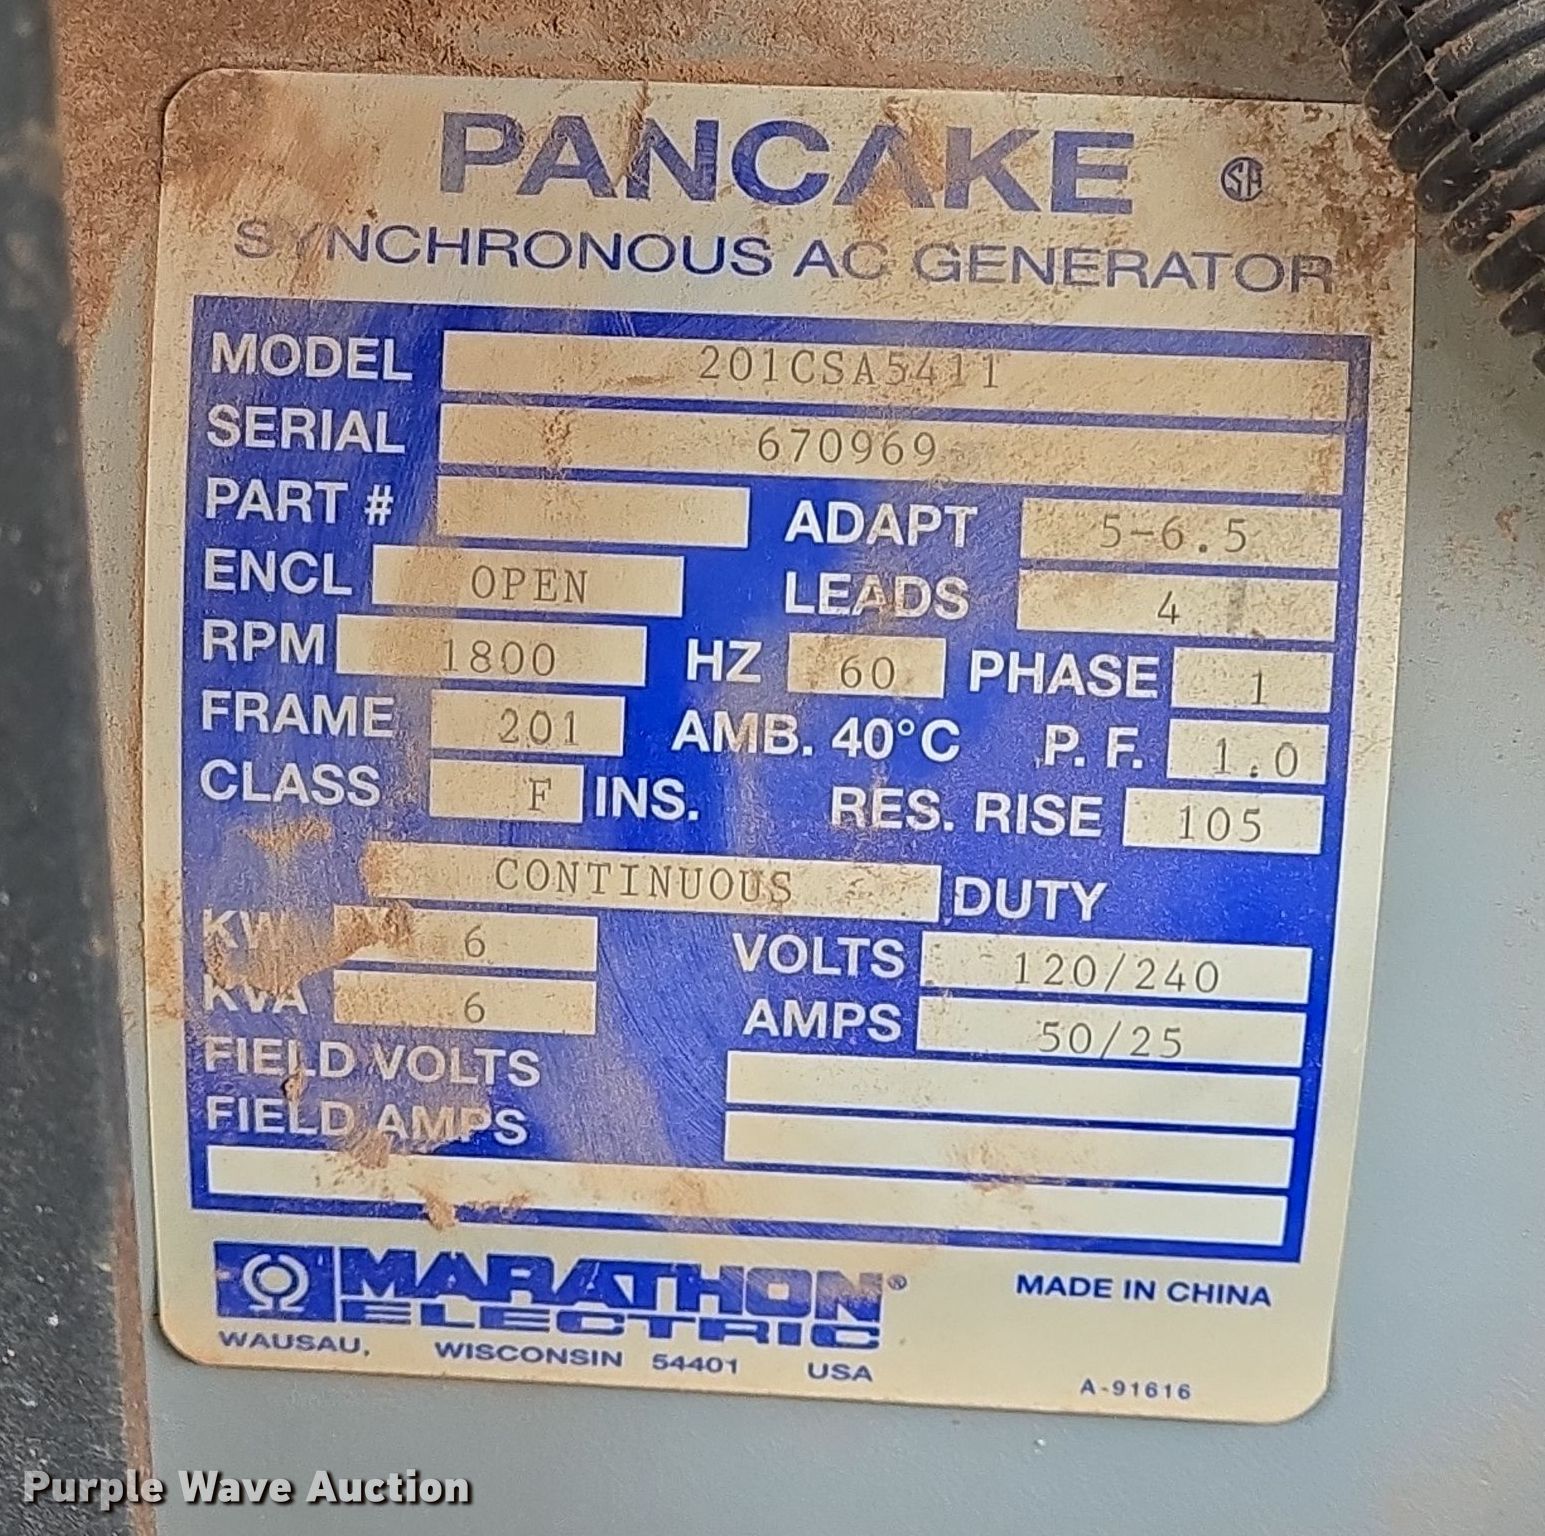 PANCAKE SA
SYNCHRONOUS AC GENERATOR
MODEL 201CSA5411
SERIAL 670969
PART # ADAPT 5-6.5
ENCL OPEN LEADS 4
RPM 1800 HZ 60 PHASE 1
FRAME 201 AMB. 40°C P. F. 1.0
CLASS F INS. RES. RISE 105
CONTINUOUS DUTY
KW 6 VOLTS 120/240
KVA 6 AMPS 50/25
FIELD VOLTS
FIELD AMPS
MARATHON®
ELECTRIC
MADE IN CHINA
WAUSAU, WISCONSIN 54401 USA
A-91616
Purple Wave Auction